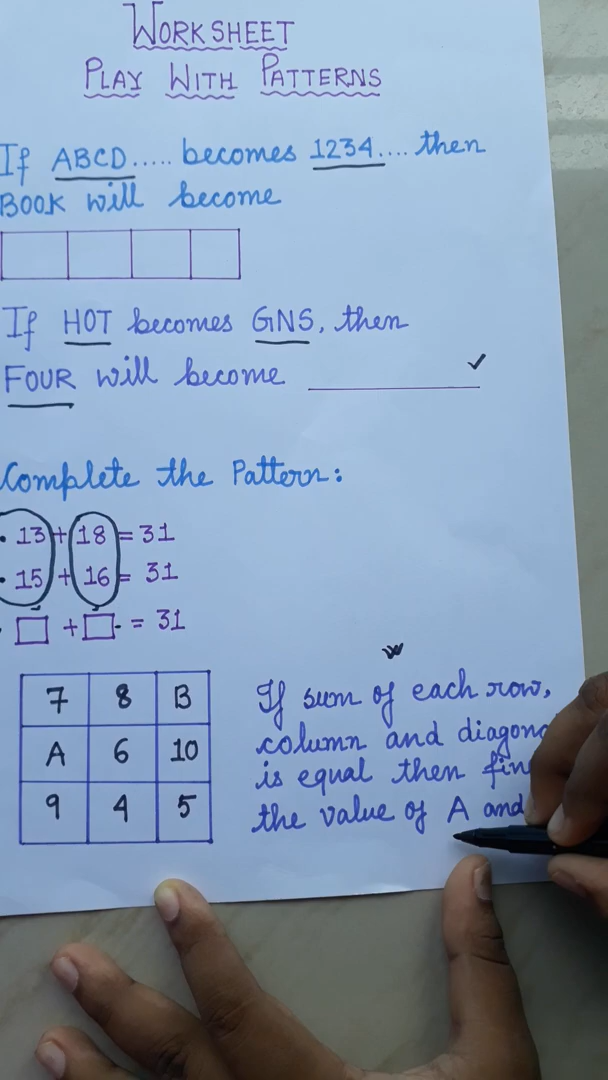 WORKSHEET
PLAY WITH PATTERNS
If ABCD..... becomes 1234.... then
BOOK will become
If HOT becomes GNS, then
FOUR will become
Complete the Pattern:
• 13 + 18 = 31
• 15 + 16 = 31
• + = 31
7 8 B
A 6 10
9 4 5
If sum of each row,
column and
is equal then
the value of A and